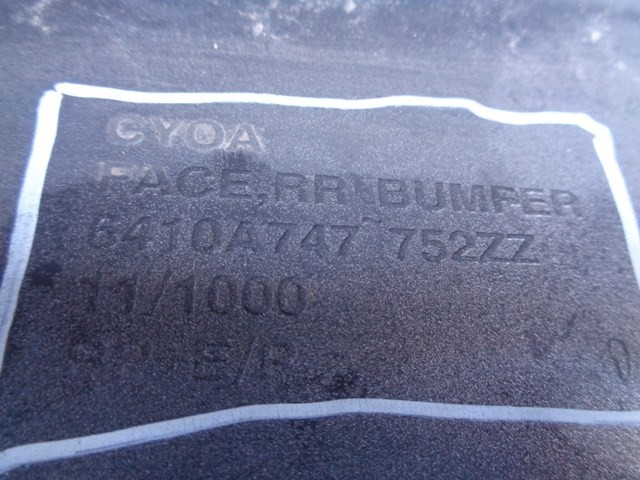 CYOA
FACE,RR BUMPER
6410A747 752ZZ
11/1000